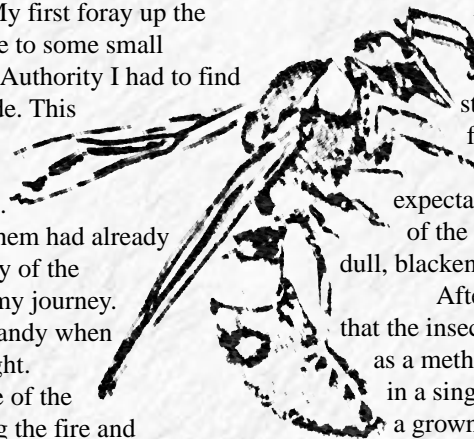 My first foray up the
e to some small
Authority I had to find
le. This
.
hem had already
y of the
my journey.
andy when
ght.
e of the
g the fire and
st
f
expecta
of the
dull, blacken
Afte
that the insec
as a meth
in a sing
a grown